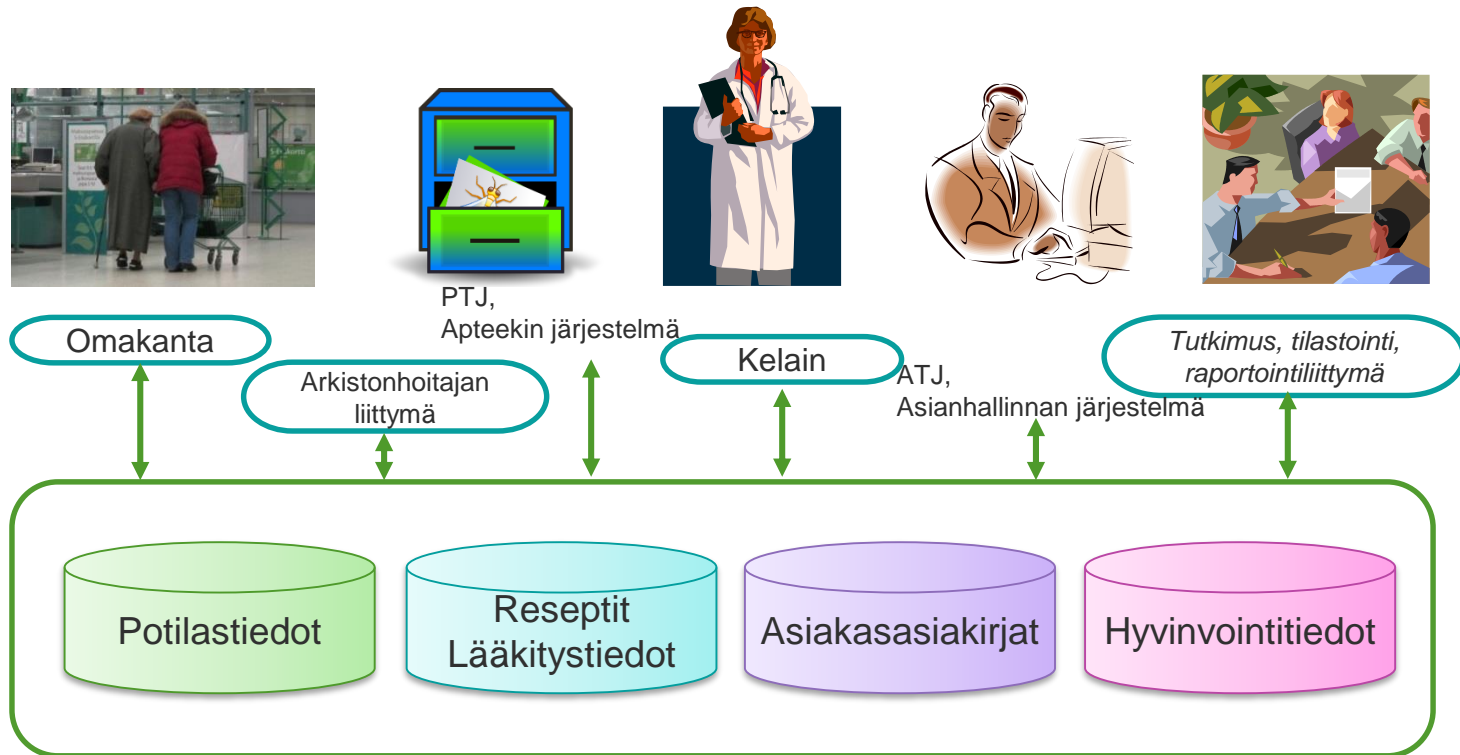 PTJ,
Apteekin järjestelmä
Omakanta
Arkistonhoitajan
liittymä
Kelain
ATJ,
Asianhallinnan järjestelmä
Tutkimus, tilastointi,
raportointiliittymä
Potilastiedot
Reseptit
Lääkitystiedot
Asiakasasiakirjat
Hyvinvointitiedot